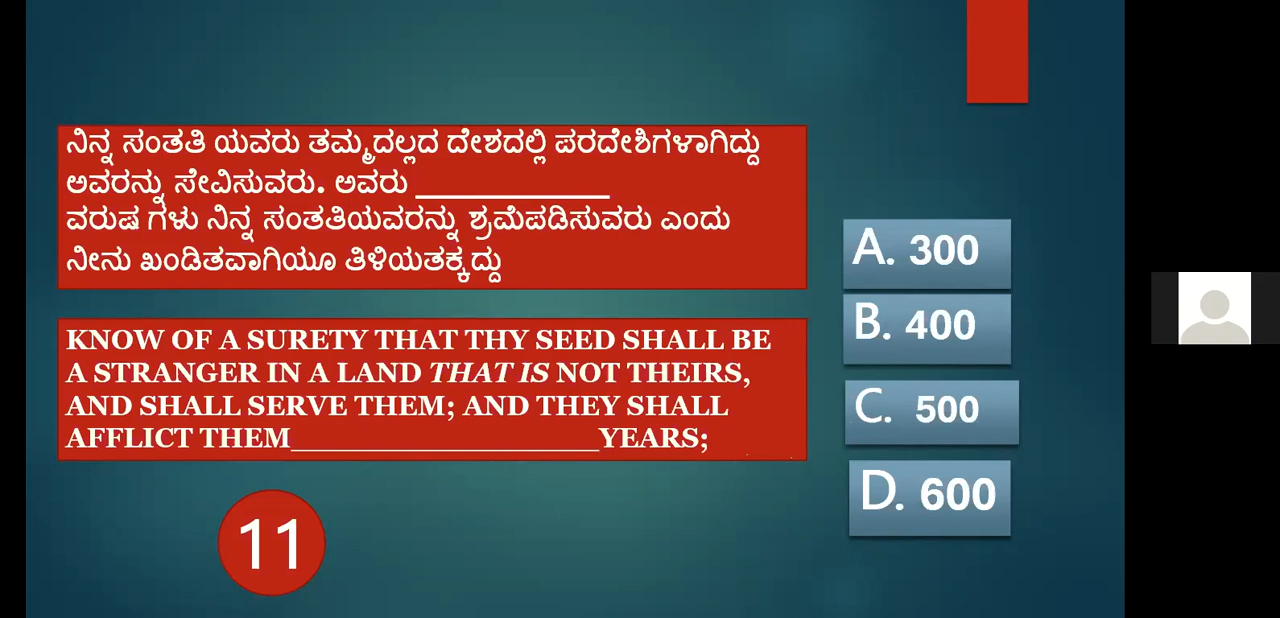 ನಿನ್ನ ಸಂತತಿ ಯವರು ತಮ್ಮದಲ್ಲದ ದೇಶದಲ್ಲಿ ಪರದೇಶಿಗಳಾಗಿದ್ದು
ಅವರನ್ನು ಸೇವಿಸುವರು. ಅವರು ___________
ವರುಷ ಗಳು ನಿನ್ನ ಸಂತತಿಯವರನ್ನು ಶ್ರಮೆಪಡಿಸುವರು ಎಂದು
ನೀನು ಖಂಡಿತವಾಗಿಯೂ ತಿಳಿಯತಕ್ಕದ್ದು
KNOW OF A SURETY THAT THY SEED SHALL BE
A STRANGER IN A LAND THAT IS NOT THEIRS,
AND SHALL SERVE THEM; AND THEY SHALL
AFFLICT THEM____________________YEARS;
A. 300
B. 400
C. 500
D. 600
11